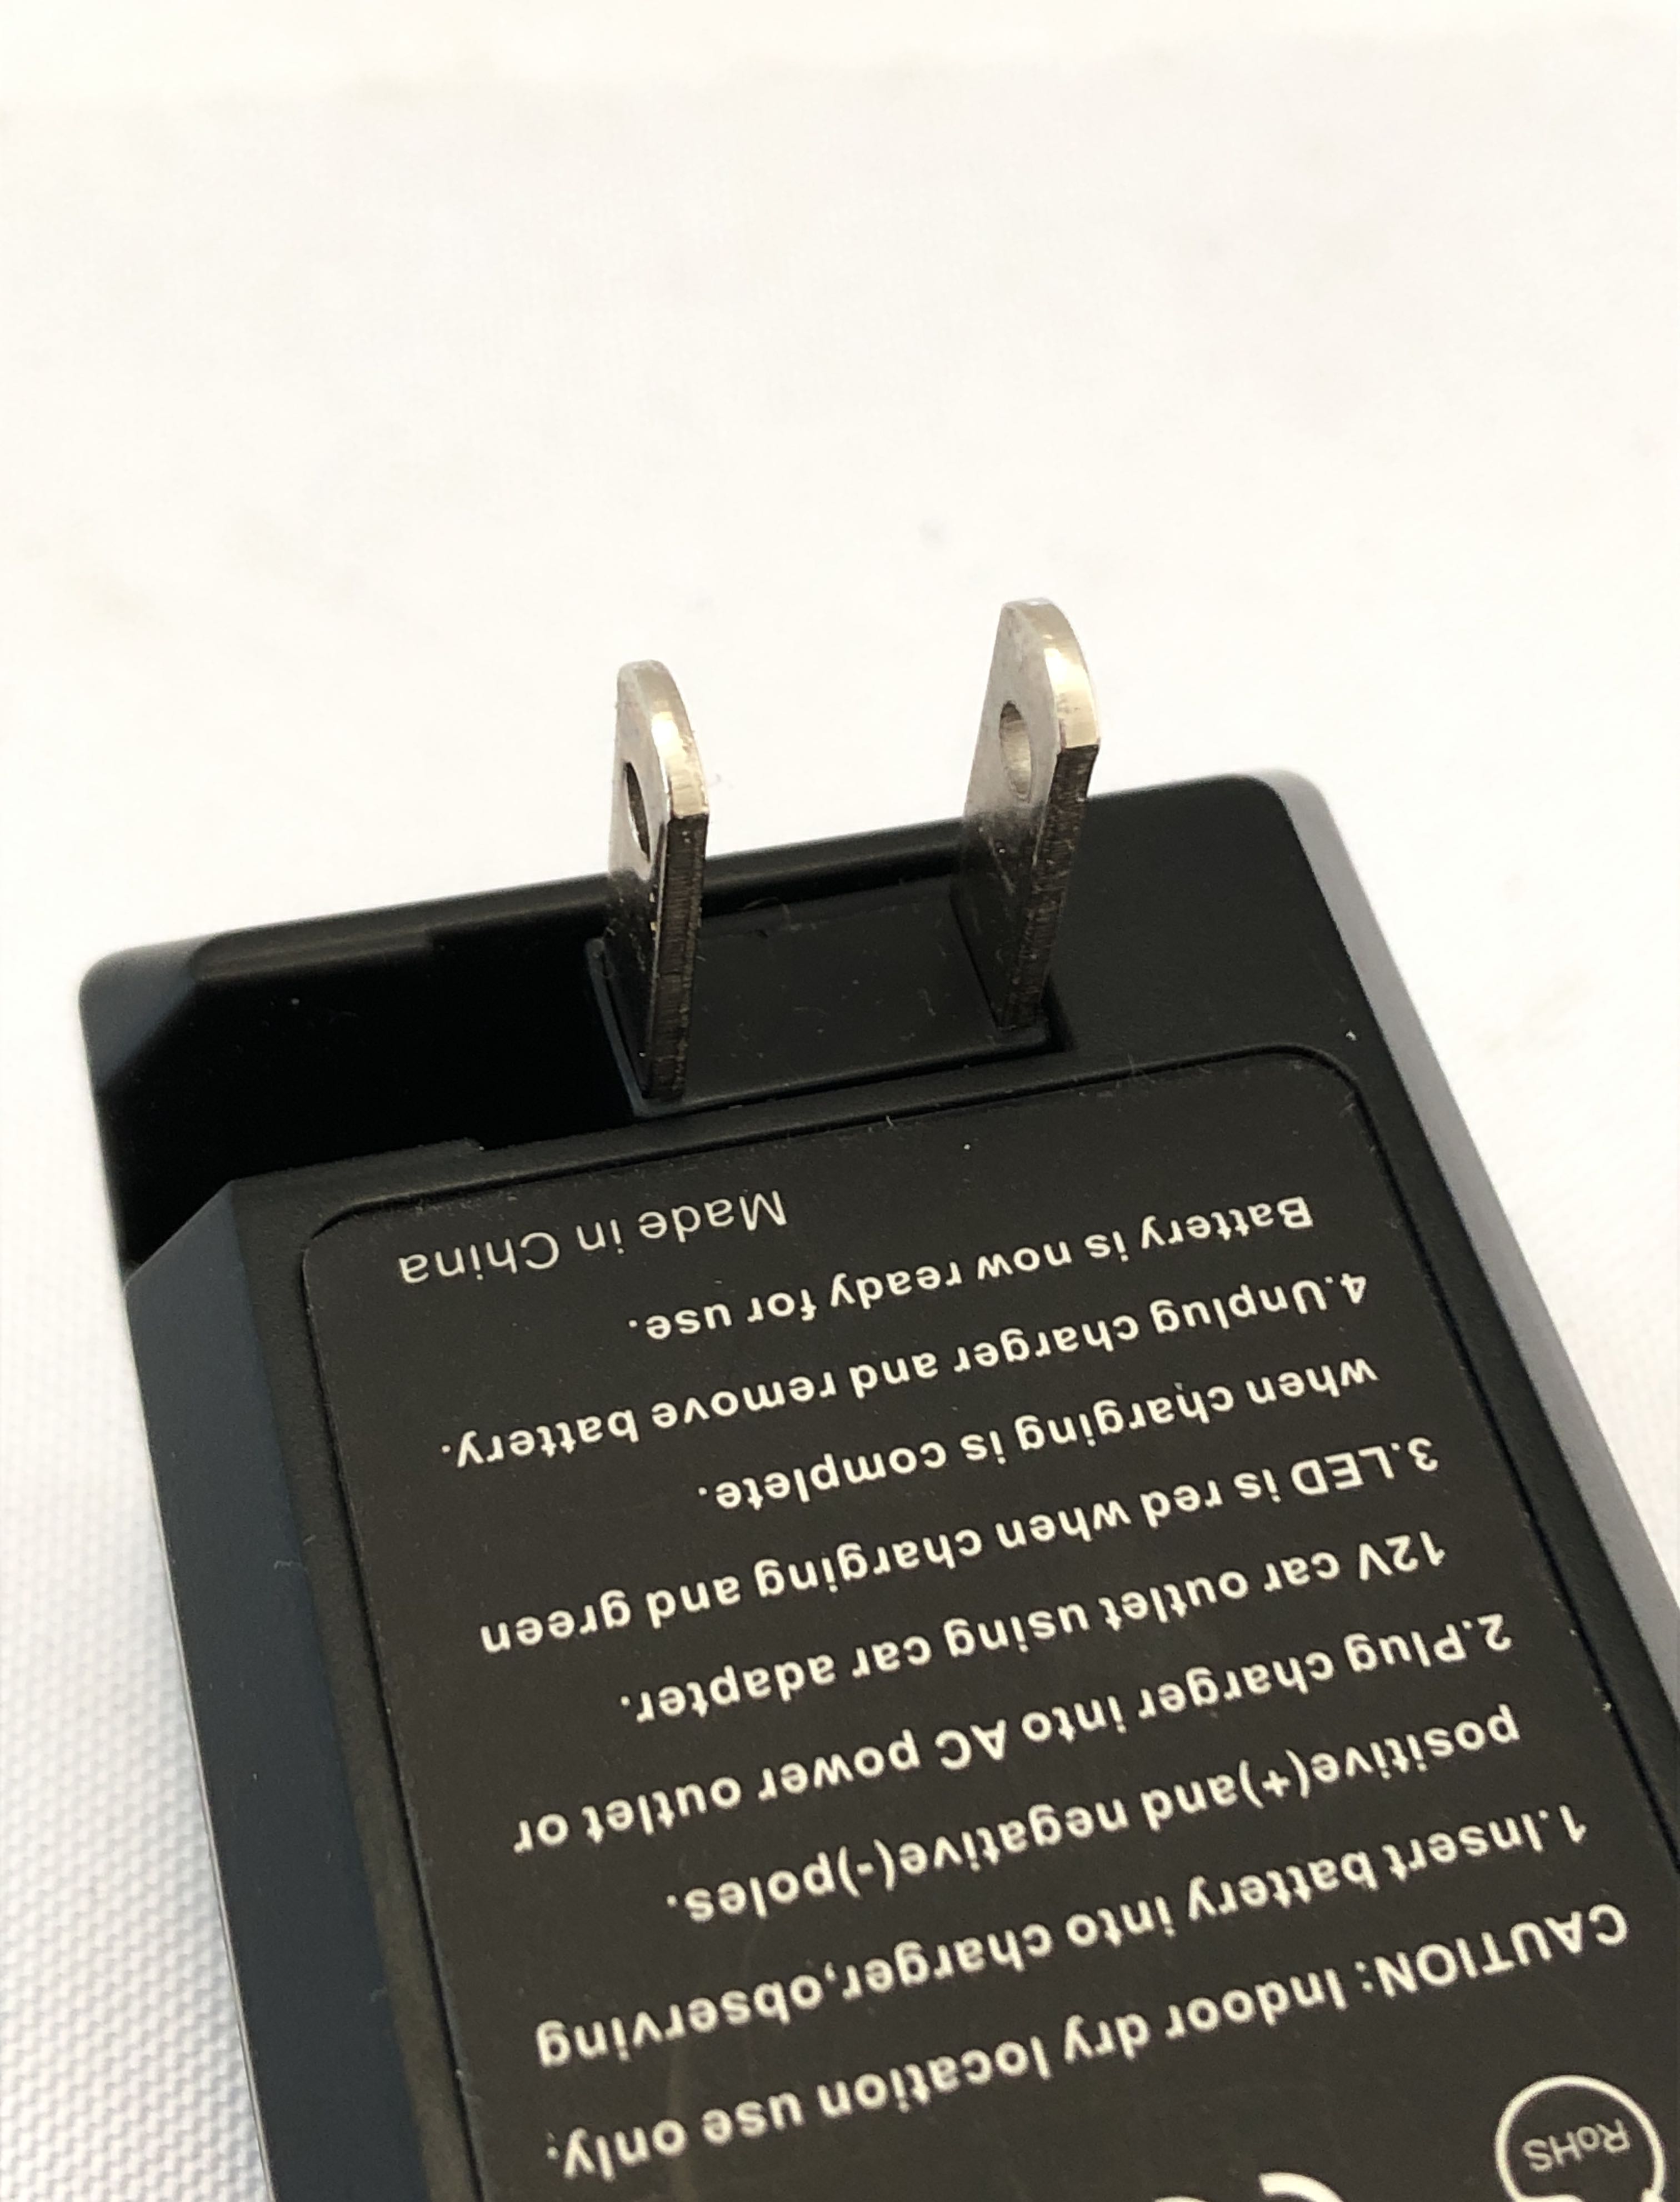 RoHS
CAUTION: Indoor dry location use only.
1.Insert battery into charger,observing
positive(+)and negative(-)poles.
2.Plug charger into AC power outlet or
12V car outlet using car adapter.
3.LED is red when charging and green
when charging is complete.
4.Unplug charger and remove battery.
Battery is now ready for use.
Made in China